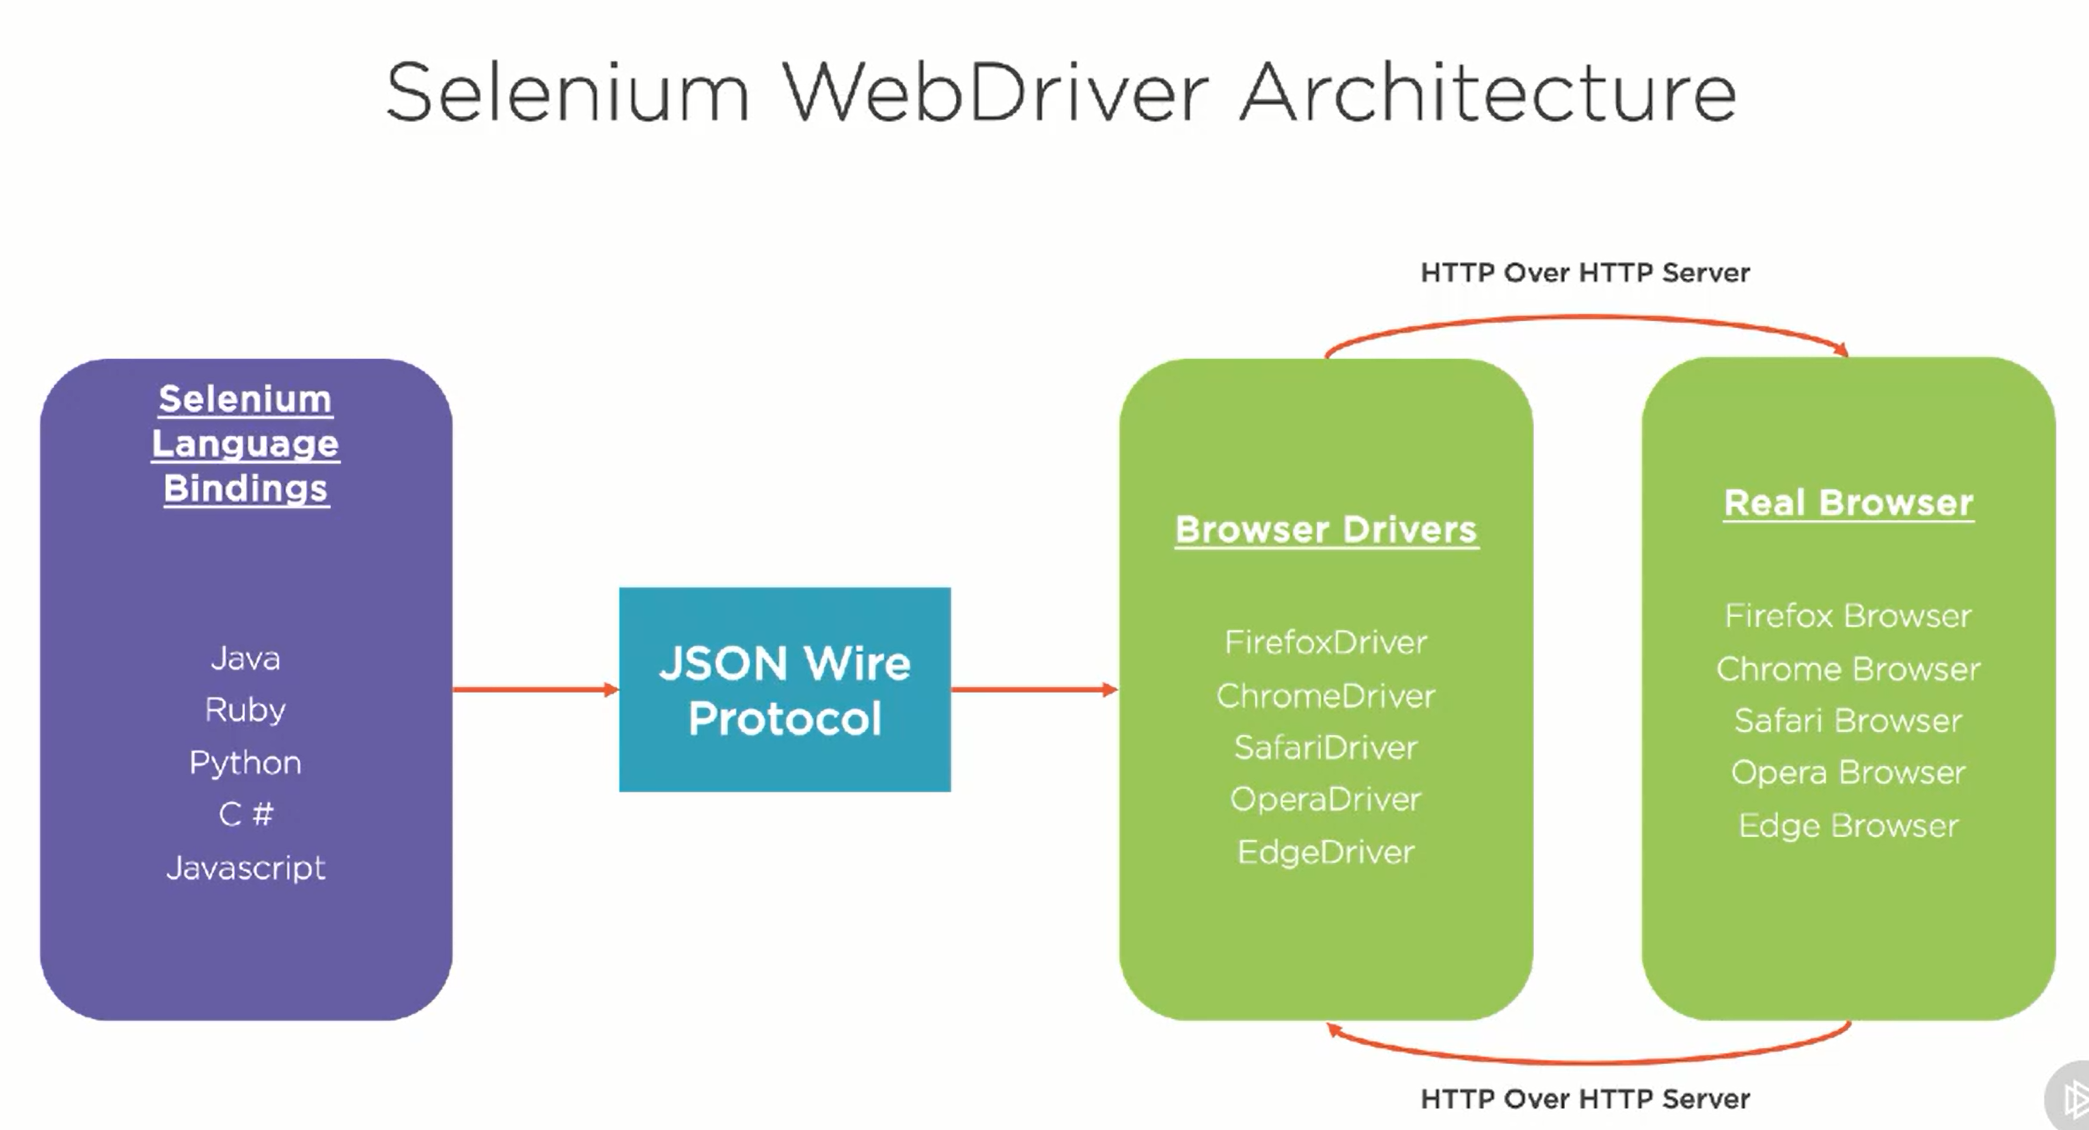 Selenium WebDriver Architecture
HTTP Over HTTP Server
Selenium
Language
Bindings
Java
Ruby
Python
C #
Javascript
JSON Wire
Protocol
Browser Drivers
FirefoxDriver
ChromeDriver
SafariDriver
OperaDriver
EdgeDriver
Real Browser
Firefox Browser
Chrome Browser
Safari Browser
Opera Browser
Edge Browser
HTTP Over HTTP Server